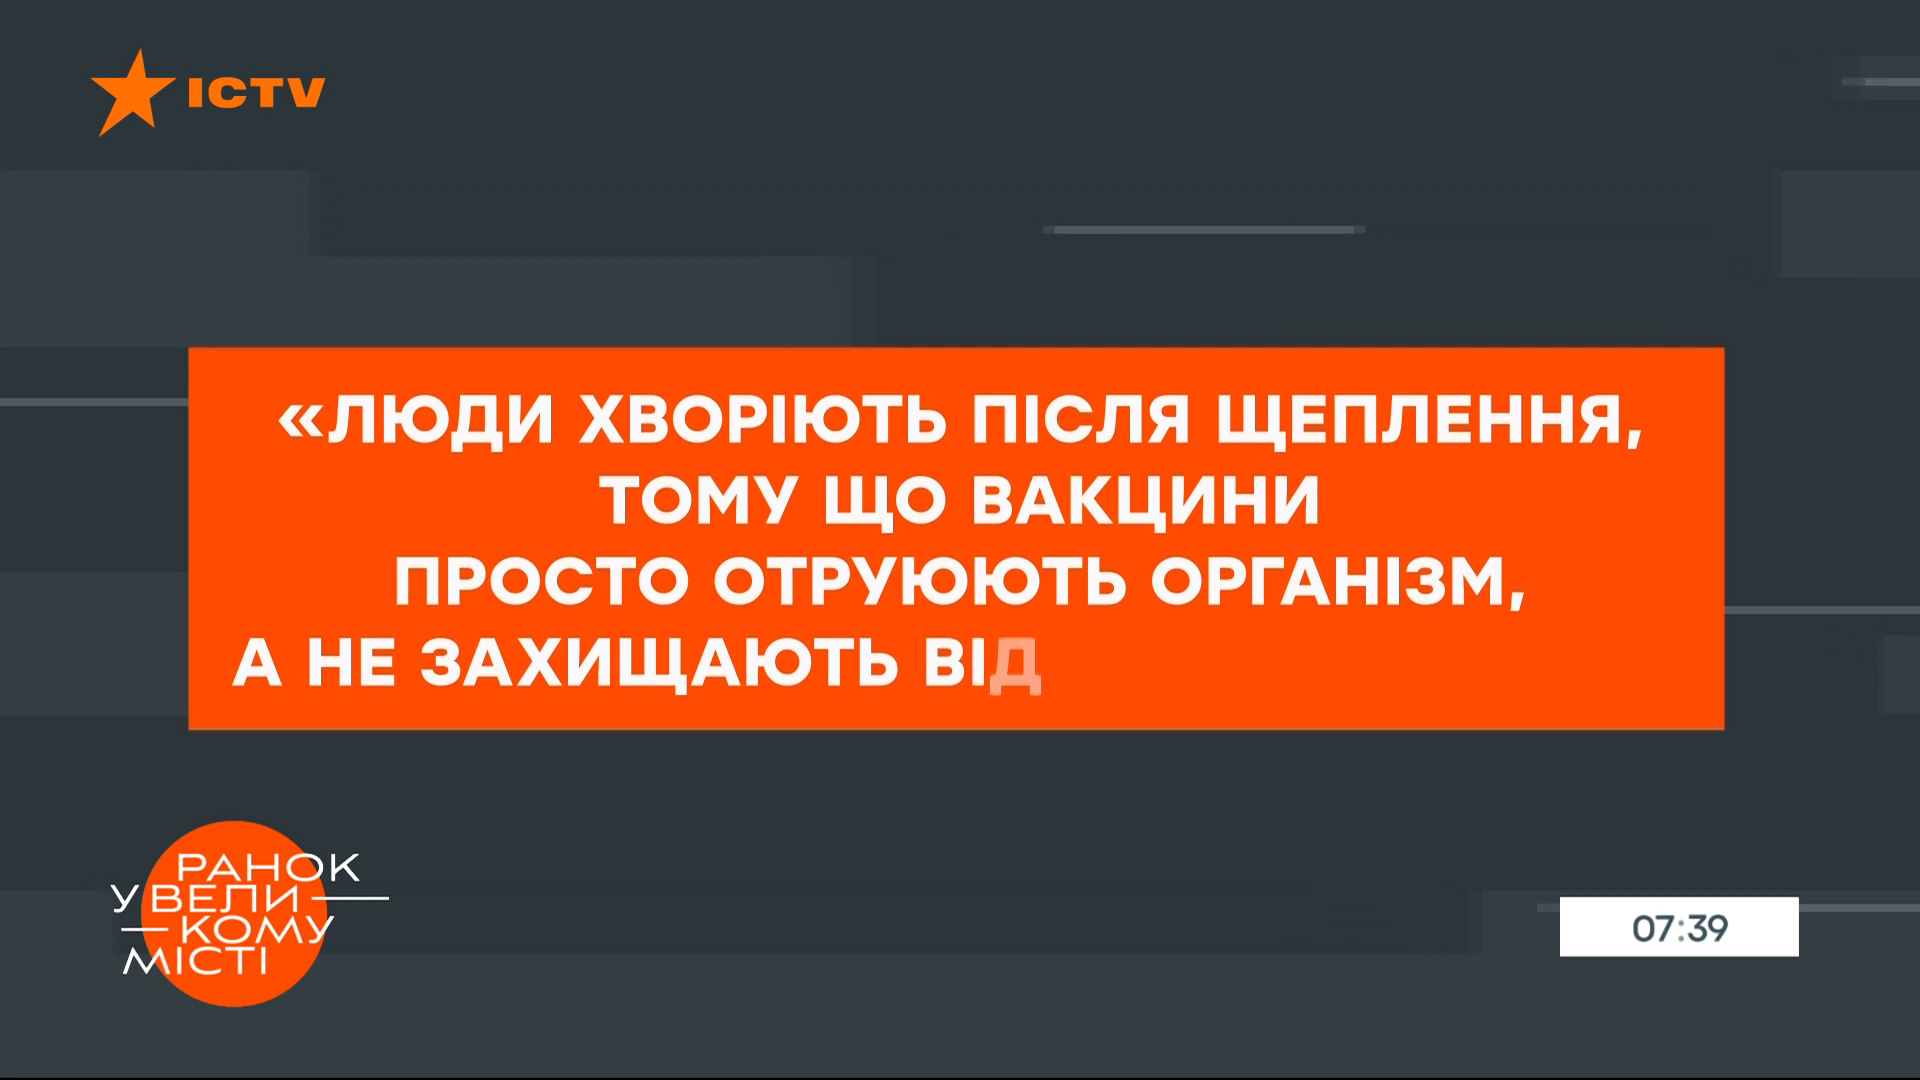 ICTV
«ЛЮДИ ХВОРІЮТЬ ПІСЛЯ ЩЕПЛЕННЯ,
ТОМУ ЩО ВАКЦИНИ
ПРОСТО ОТРУЮЮТЬ ОРГАНІЗМ,
А НЕ ЗАХИЩАЮТЬ ВІД
РАНОК
У ВЕЛИ
КОМУ
МІСТІ
07:39